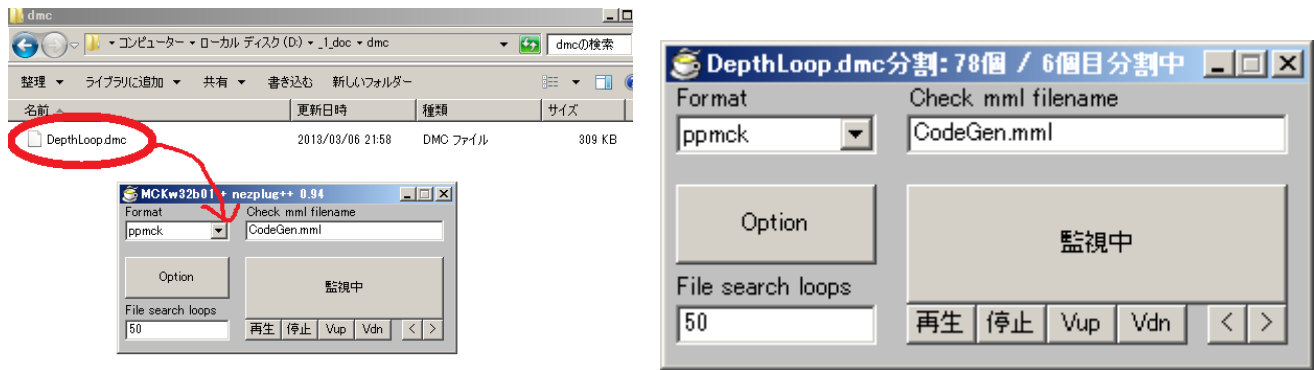 dmc
コンピューター ▾ ローカル ディスク (D:) ▾ _1_doc ▾ dmc
dmcの検索
整理 ▼ ライブラリに追加 ▼ 共有 ▼ 書き込む 新しいフォルダー
名前 更新日時 種類 サイズ
DepthLoop.dmc 2013/03/06 21:58 DMC ファイル 309 KB
MCKw32b01 + nezplug++ 0.94
Format Check mml filename
ppmck CodeGen.mml
Option
監視中
File search loops
50
再生 停止 Vup Vdn < >
DepthLoop.dmc分割: 78個 / 6個目分割中
Format Check mml filename
ppmck CodeGen.mml
Option
監視中
File search loops
50
再生 停止 Vup Vdn < >